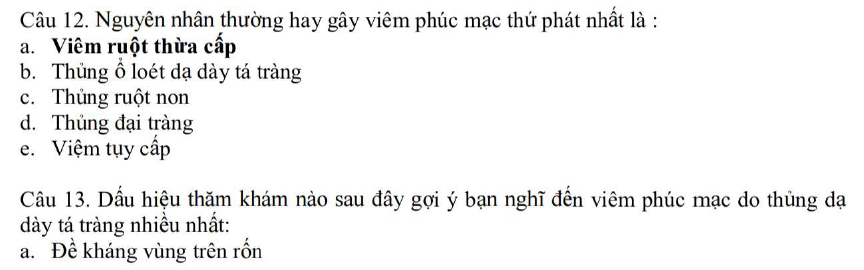 Câu 12. Nguyên nhân thường hay gây viêm phúc mạc thứ phát nhất là :
a. Viêm ruột thừa cấp
b. Thủng ổ loét dạ dày tá tràng
c. Thủng ruột non
d. Thủng đại tràng
e. Viêm tụy cấp
Câu 13. Dấu hiệu thăm khám nào sau đây gợi ý bạn nghĩ đến viêm phúc mạc do thủng dạ
dày tá tràng nhiều nhất:
a. Đề kháng vùng trên rốn